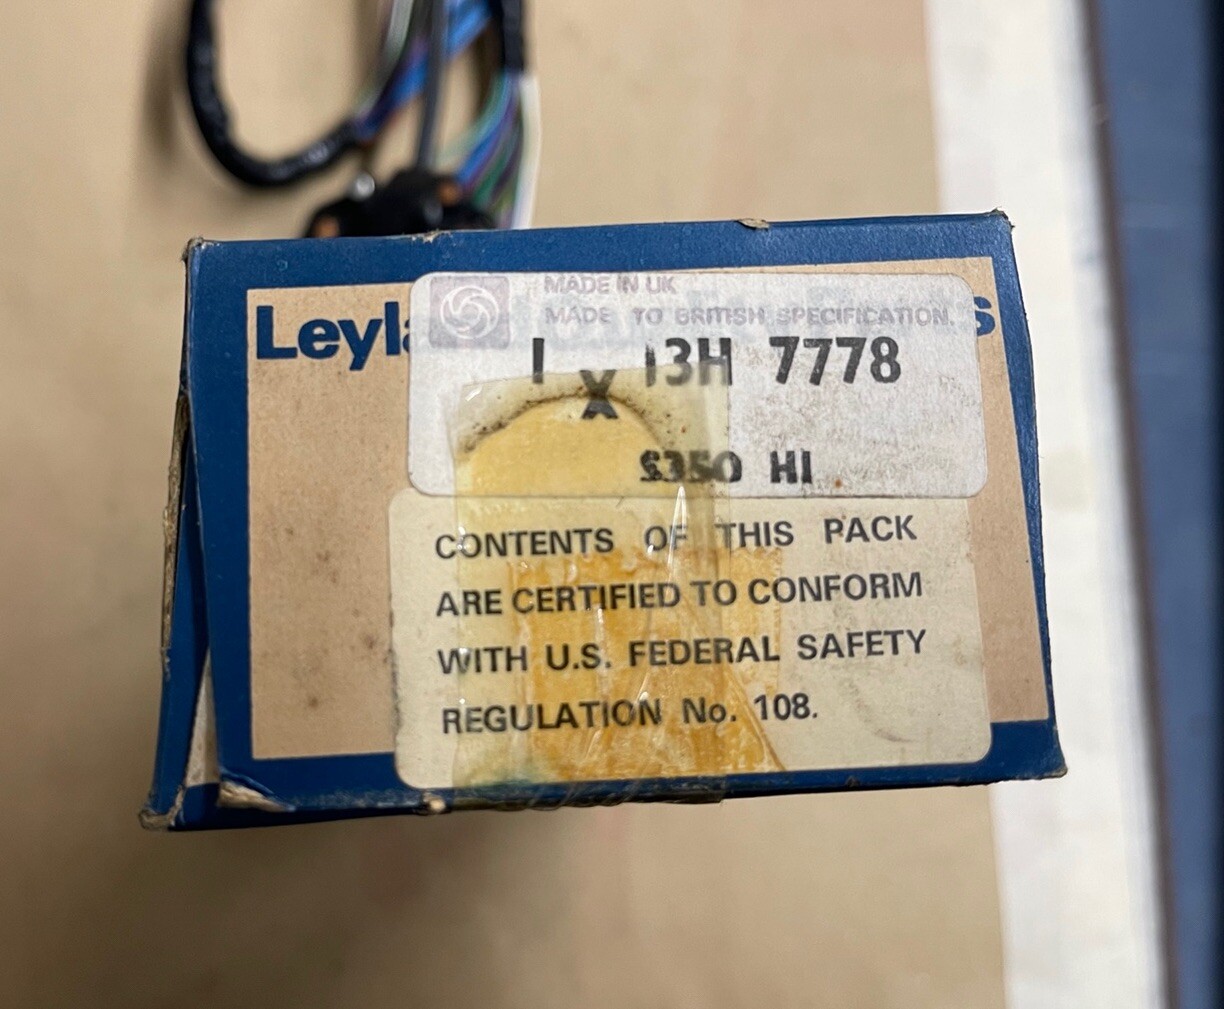 Leyla
s
MADE IN UK
MADE TO BRITISH SPECIFICATION.
1 X 13H 7778
S350 HI
CONTENTS OF THIS PACK
ARE CERTIFIED TO CONFORM
WITH U.S. FEDERAL SAFETY
REGULATION No. 108.